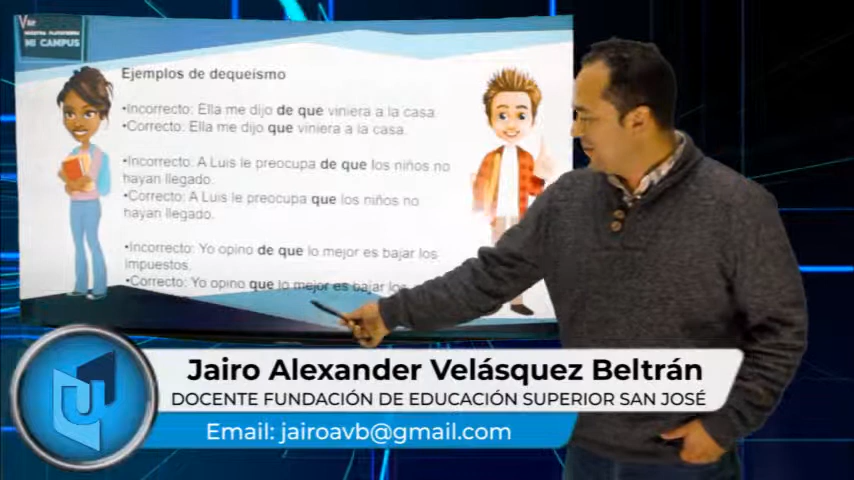 NUESTRA PLATAFORMA
MI CAMPUS
Ejemplos de dequeísmo
•Incorrecto: Ella me dijo de que viniera a la casa.
•Correcto: Ella me dijo que viniera a la casa.
•Incorrecto: A Luis le preocupa de que los niños no
hayan llegado.
•Correcto: A Luis le preocupa que los niños no
hayan llegado.
•Incorrecto: Yo opino de que lo mejor es bajar los
impuestos.
•Correcto: Yo opino que lo mejor es bajar los
Jairo Alexander Velásquez Beltrán
DOCENTE FUNDACIÓN DE EDUCACIÓN SUPERIOR SAN JOSÉ
Email: jairoavb@gmail.com